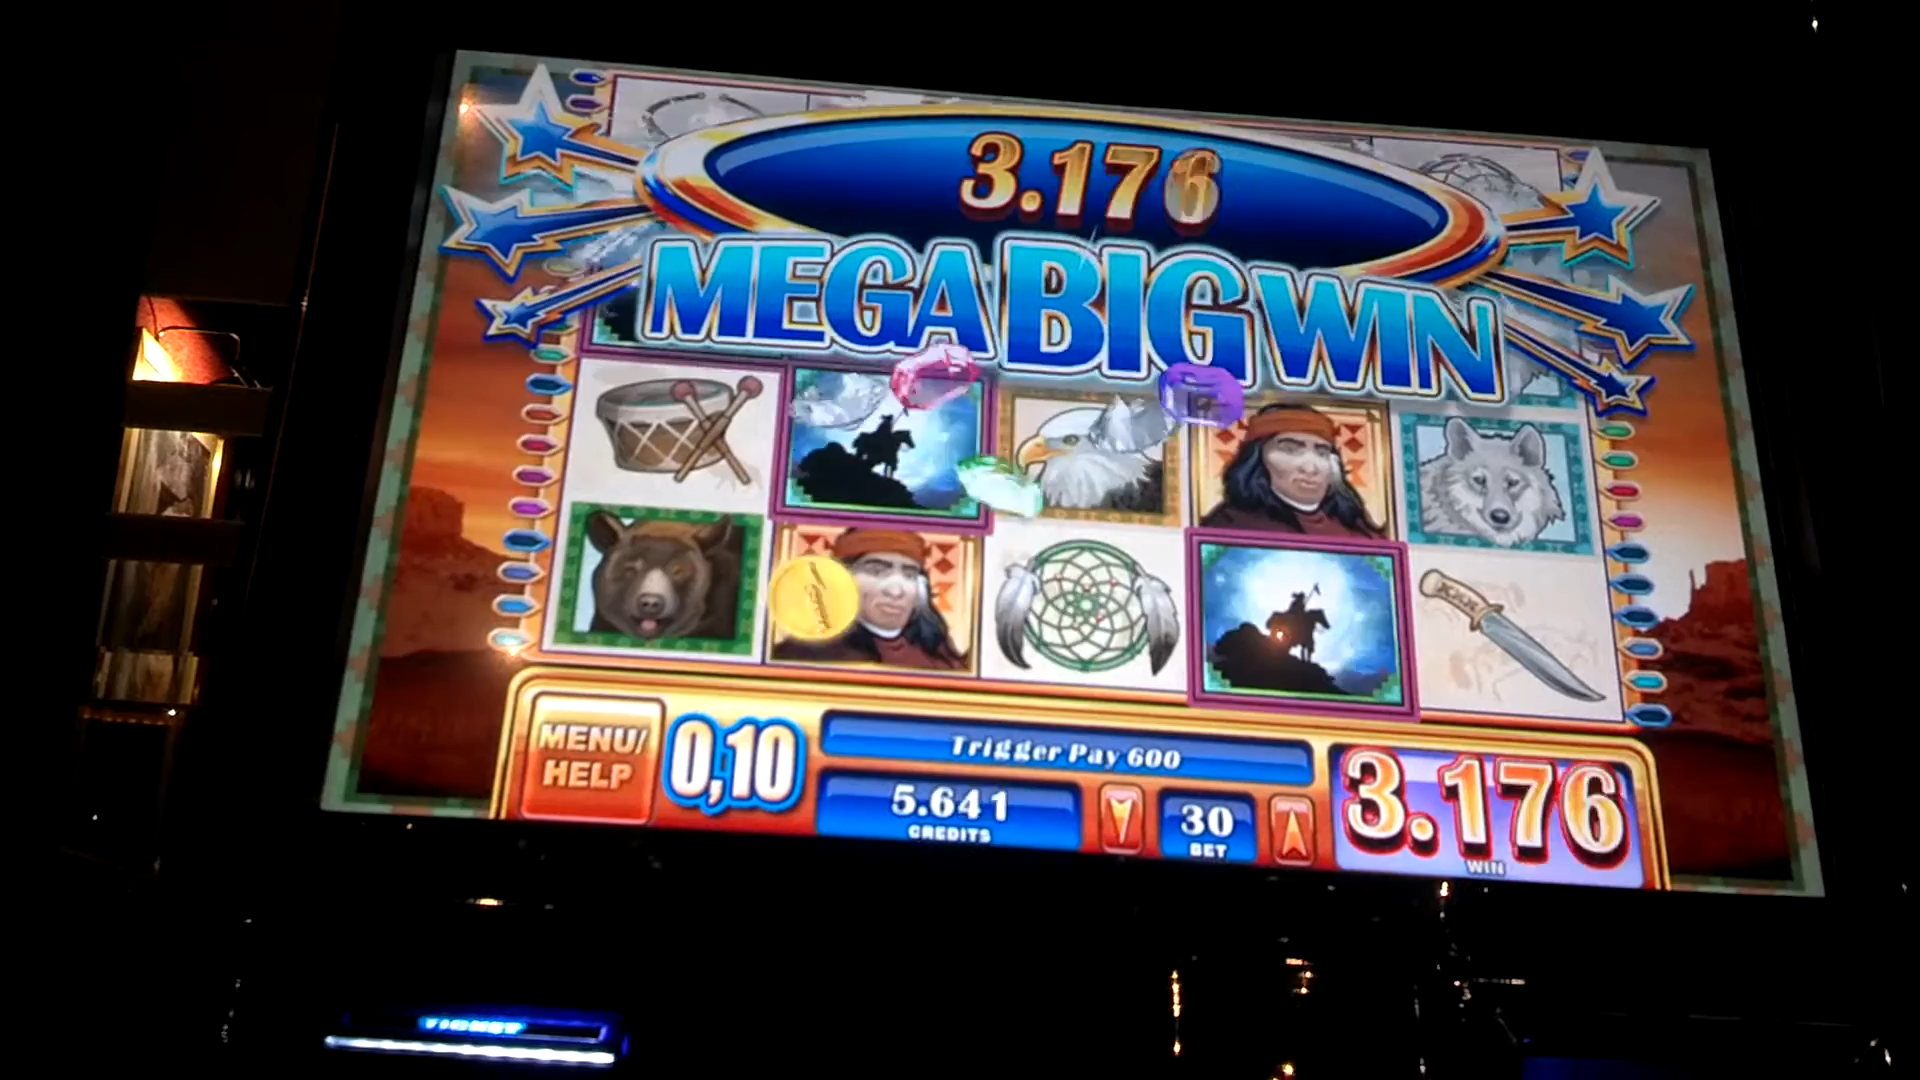 3.176
MEGA BIG WIN
MENU/
HELP
0,10
Trigger Pay 600
5.641
CREDITS
30
BET
3.176
WIN
TICKET